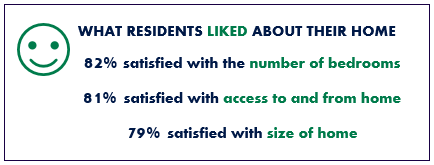 WHAT RESIDENTS LIKED ABOUT THEIR HOME
82% satisfied with the number of bedrooms
81% satisfied with access to and from home
79% satisfied with size of home